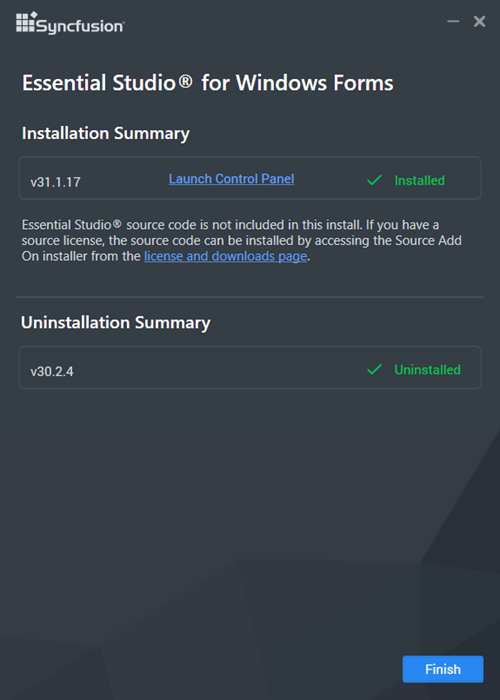 Syncfusion®
Essential Studio® for Windows Forms
Installation Summary
v31.1.17 Launch Control Panel Installed
Essential Studio® source code is not included in this install. If you have a
source license, the source code can be installed by accessing the Source Add
On installer from the license and downloads page.
Uninstallation Summary
v30.2.4 Uninstalled
Finish